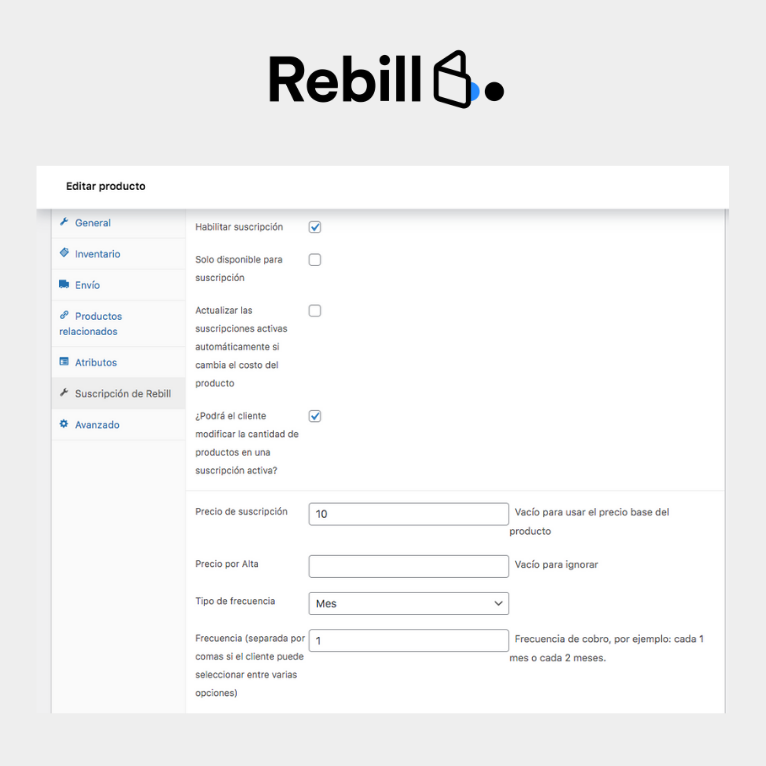 Rebill
Editar producto
General
Inventario
Envío
Productos
relacionados
Atributos
Suscripción de Rebill
Avanzado
Habilitar suscripción
Solo disponible para
suscripción
Actualizar las
suscripciones activas
automáticamente si
cambia el costo del
producto
¿Podrá el cliente
modificar la cantidad de
productos en una
suscripción activa?
Precio de suscripción
10
Vacío para usar el precio base del
producto
Precio por Alta
Vacío para ignorar
Tipo de frecuencia
Mes
Frecuencia (separada por
comas si el cliente puede
seleccionar entre varias
opciones)
1
Frecuencia de cobro, por ejemplo: cada 1
mes o cada 2 meses.